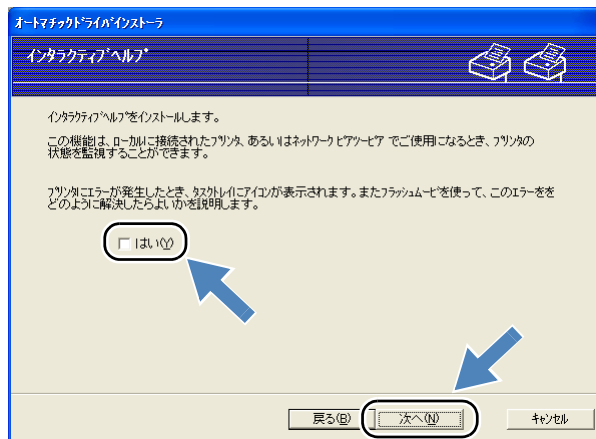 オートマチックドライバインストーラ
インタラクティブヘルプ
インタラクティブヘルプをインストールします。
この機能は、ローカルに接続されたプリンタ、あるいはネットワーク ピアツーピア でご使用になるとき、プリンタの
状態を監視することができます。
プリンタにエラーが発生したとき、タスクトレイにアイコンが表示されます。またフラッシュムービを使って、このエラーをを
どのように解決したらよいかを説明します。
はい(Y)
戻る(B) 次へ(N) キャンセル